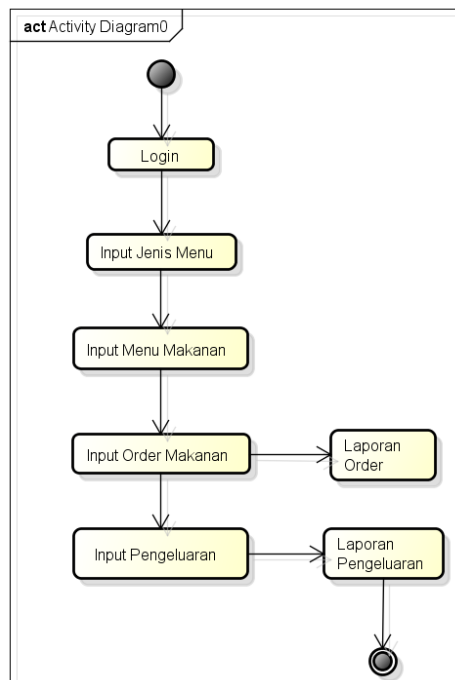 act Activity Diagram0
Login
Input Jenis Menu
Input Menu Makanan
Input Order Makanan
Laporan
Order
Input Pengeluaran
Laporan
Pengeluaran